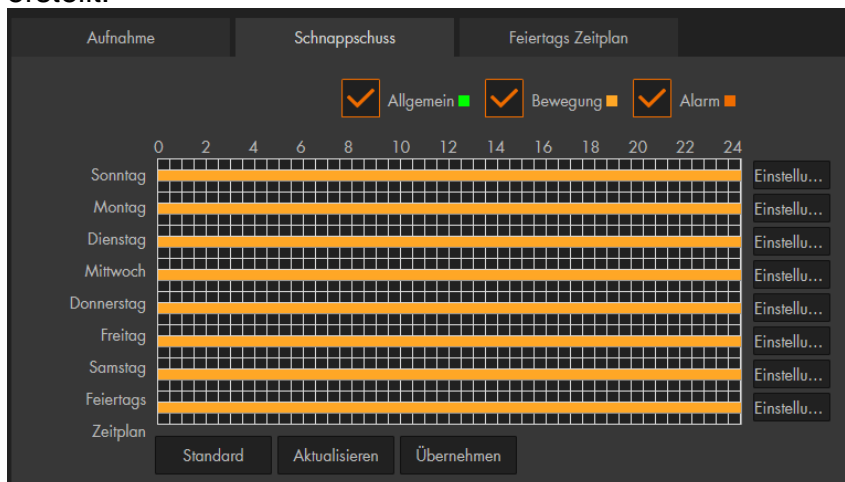 Aufnahme Schnappschuss Feiertags Zeitplan
Allgemein Bewegung Alarm
0 2 4 6 8 10 12 14 16 18 20 22 24
Sonntag Einstellu...
Montag Einstellu...
Dienstag Einstellu...
Mittwoch Einstellu...
Donnerstag Einstellu...
Freitag Einstellu...
Samstag Einstellu...
Feiertags Einstellu...
Zeitplan
Standard Aktualisieren Übernehmen